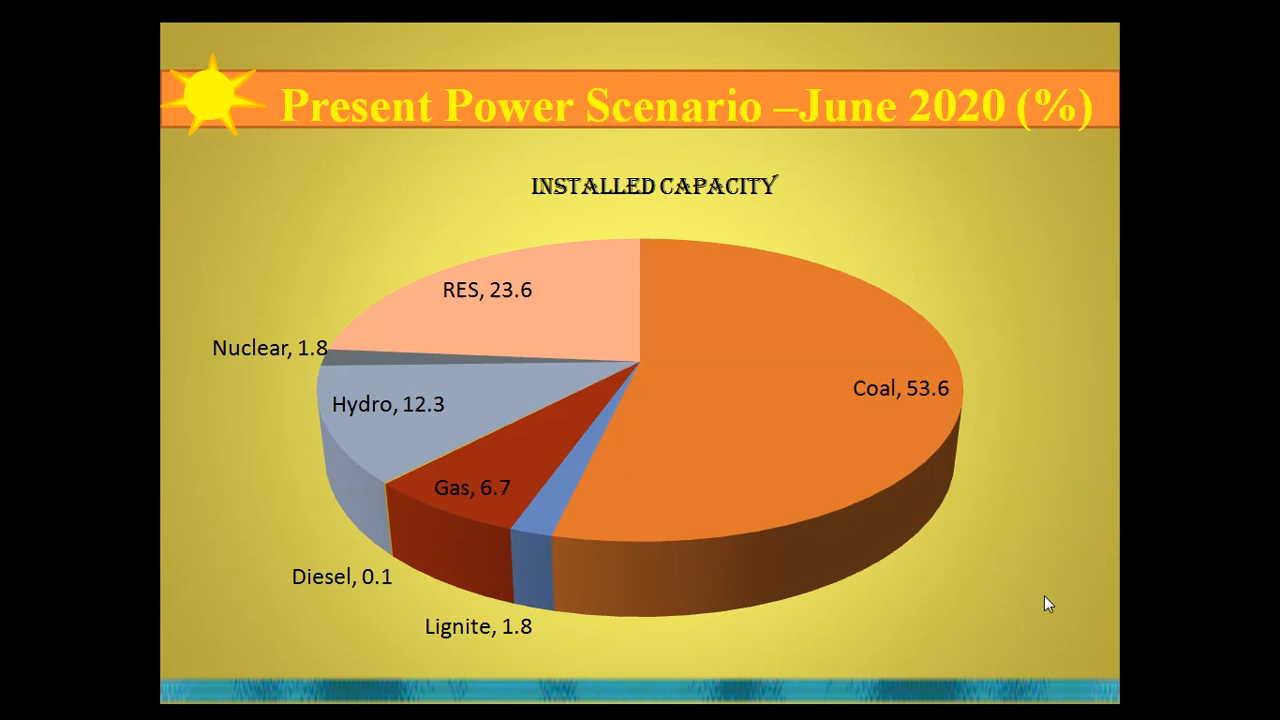 Present Power Scenario –June 2020 (%)
INSTALLED CAPACITY
RES, 23.6
Nuclear, 1.8
Coal, 53.6
Hydro, 12.3
Gas, 6.7
Diesel, 0.1
Lignite, 1.8